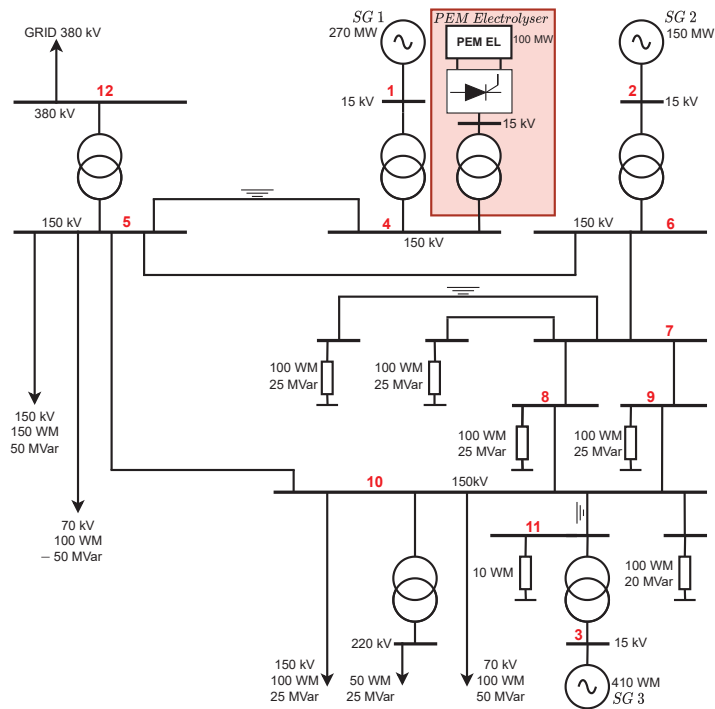 SG 1
270 MW
PEM Electrolyser
PEM EL
100 MW
SG 2
150 MW
GRID 380 kV
12
380 kV
1
15 kV
15 kV
2
15 kV
150 kV
5
4
150 kV
150 kV
6
7
100 WM
25 MVar
100 WM
25 MVar
8
9
100 WM
25 MVar
100 WM
25 MVar
150 kV
150 WM
50 MVar
10
150kV
70 kV
100 WM
− 50 MVar
11
10 WM
100 WM
20 MVar
220 kV
3
15 kV
150 kV
100 WM
25 MVar
50 WM
25 MVar
70 kV
100 WM
50 MVar
410 WM
SG 3